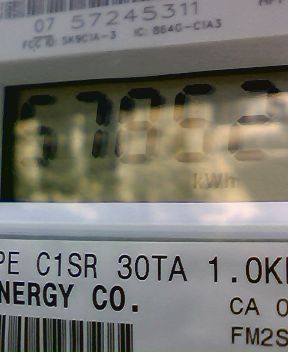 07 57245311
FCC ID: SK9C1A-3 IC: 864G-C1A3
67852
kWh
PE C1SR 30TA 1.0K
NERGY CO.
CA 0
FM2S